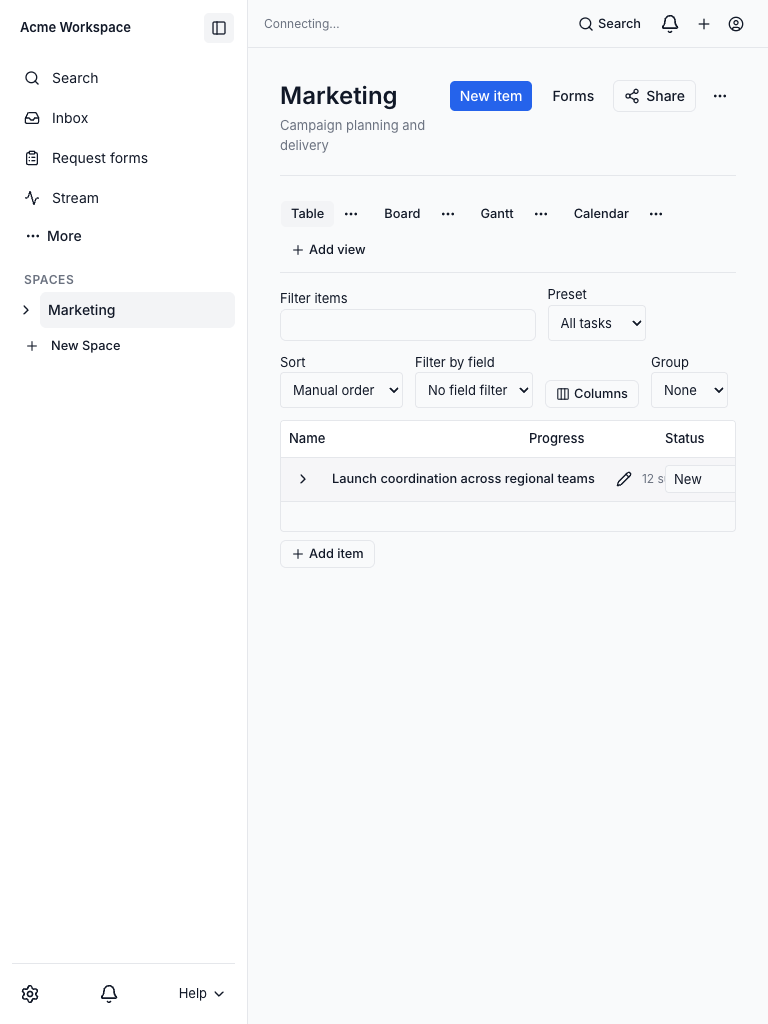 Acme Workspace
Connecting...
Search
Search
Inbox
Request forms
Stream
More
SPACES
Marketing
New Space
Marketing
New item
Forms
Share
Campaign planning and
delivery
Table
Board
Gantt
Calendar
Add view
Filter items
Preset
All tasks
Sort
Filter by field
Group
Manual order
No field filter
Columns
None
Name
Progress
Status
Launch coordination across regional teams
12 s
New
Add item
Help